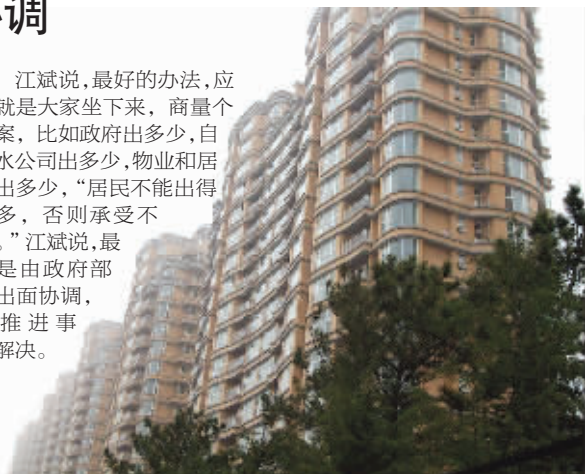 调
江斌说，最好的办法，应
就是大家坐下来，商量个
案，比如政府出多少，自
水公司出多少，物业和居
出多少，“居民不能出得
多，否则承受不
。”江斌说，最
是由政府部
出面协调，
推进事
解决。